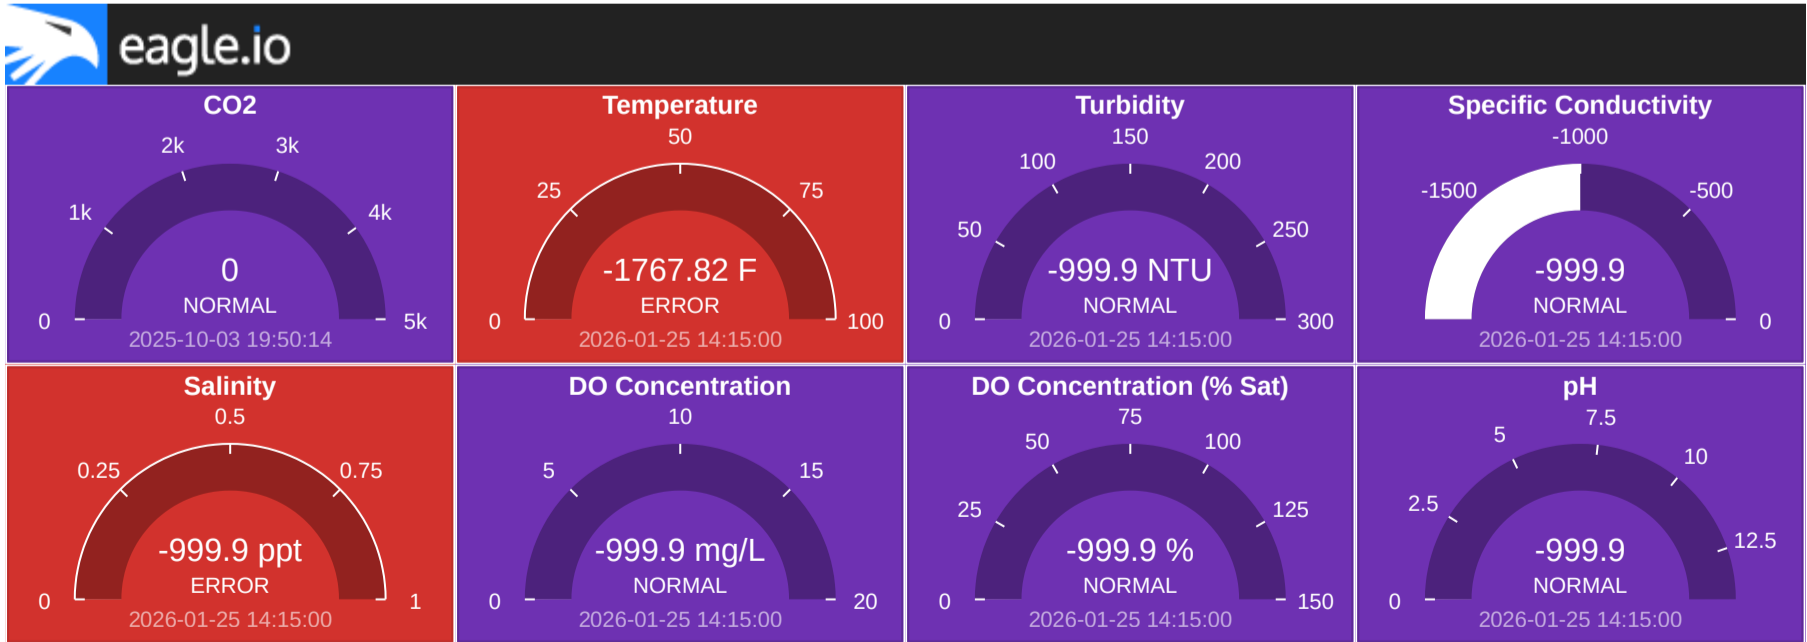 eagle.io
CO2
2k
3k
1k
4k
0
NORMAL
0
5k
2025-10-03 19:50:14
Temperature
50
25
75
-1767.82 F
ERROR
0
100
2026-01-25 14:15:00
Turbidity
150
100
200
50
250
-999.9 NTU
NORMAL
0
300
2026-01-25 14:15:00
Specific Conductivity
-1000
-1500
-500
-999.9
NORMAL
0
2026-01-25 14:15:00
Salinity
0.5
0.25
0.75
-999.9 ppt
ERROR
0
1
2026-01-25 14:15:00
DO Concentration
10
5
15
-999.9 mg/L
NORMAL
0
20
2026-01-25 14:15:00
DO Concentration (% Sat)
75
50
100
25
125
-999.9 %
NORMAL
0
150
2026-01-25 14:15:00
pH
7.5
5
10
2.5
12.5
-999.9
NORMAL
0
2026-01-25 14:15:00